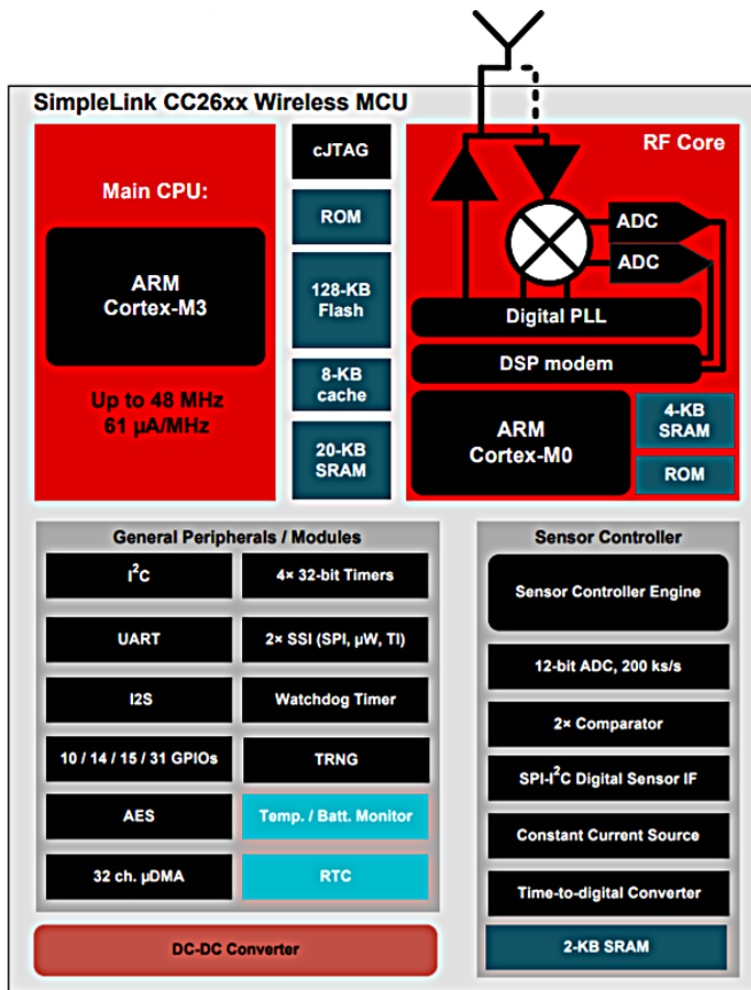 SimpleLink CC26xx Wireless MCU
Main CPU:
ARM
Cortex-M3
Up to 48 MHz
61 µA/MHz
cJTAG
ROM
128-KB
Flash
8-KB
cache
20-KB
SRAM
RF Core
ADC
ADC
Digital PLL
DSP modem
ARM
Cortex-M0
4-KB
SRAM
ROM
General Peripherals / Modules
I²C
4× 32-bit Timers
UART
2× SSI (SPI, µW, TI)
I2S
Watchdog Timer
10 / 14 / 15 / 31 GPIOs
TRNG
AES
Temp. / Batt. Monitor
32 ch. µDMA
RTC
Sensor Controller
Sensor Controller Engine
12-bit ADC, 200 ks/s
2× Comparator
SPI-I²C Digital Sensor IF
Constant Current Source
Time-to-digital Converter
2-KB SRAM
DC-DC Converter